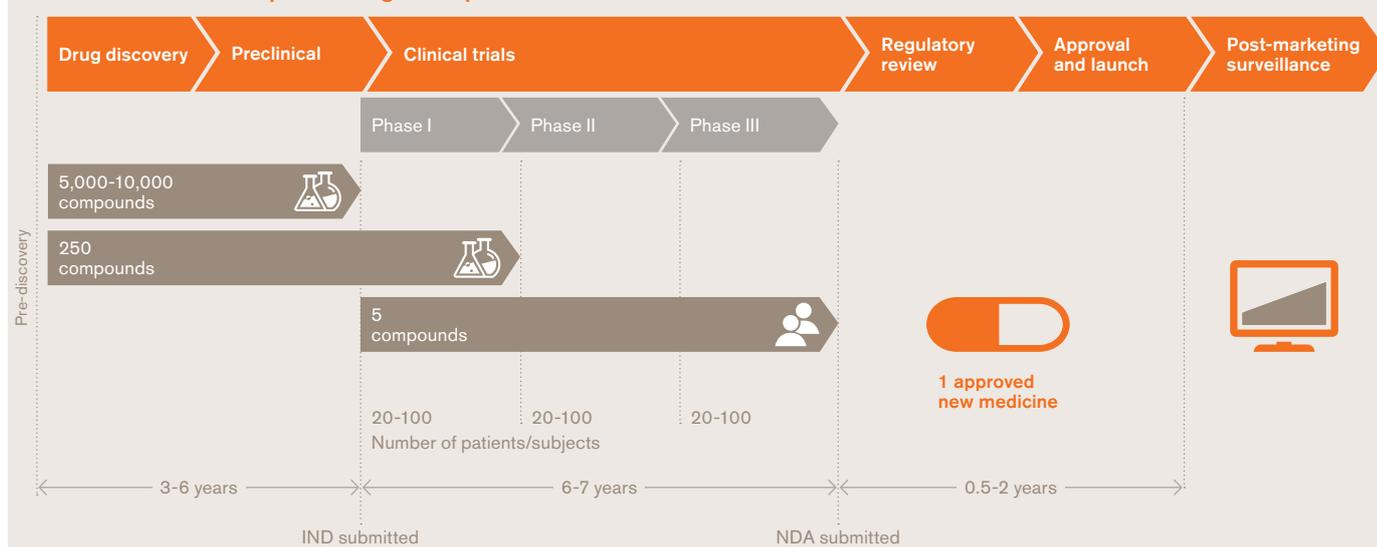 Drug discovery
Preclinical
Clinical trials
Regulatory
review
Approval
and launch
Post-marketing
surveillance
Phase I
Phase II
Phase III
5,000-10,000
compounds
250
compounds
Pre-discovery
5
compounds
1 approved
new medicine
20-100
20-100
20-100
Number of patients/subjects
3-6 years
6-7 years
0.5-2 years
IND submitted
NDA submitted